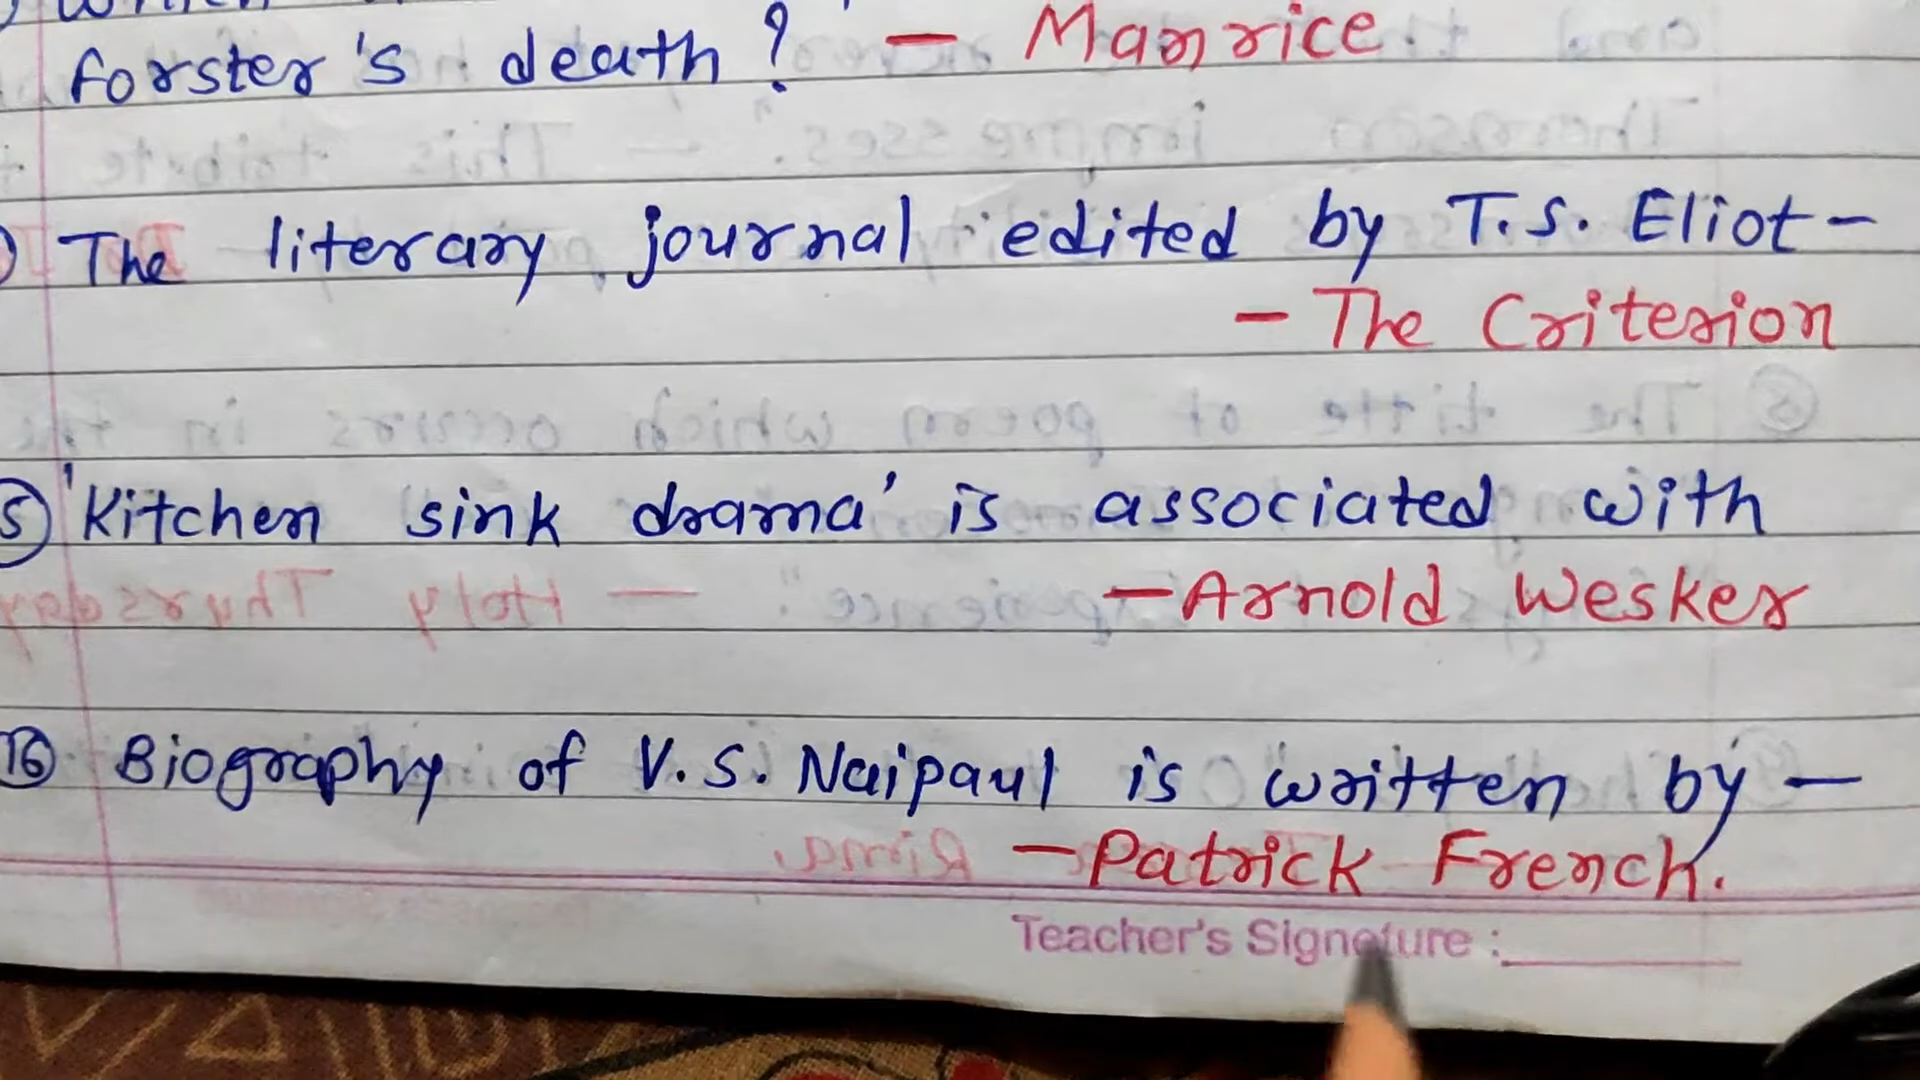 forster's death? - Manrice.
The literary journal edited by T.S. Eliot -
- The Criterion
5 'Kitchen sink drama' is associated with
- Arnold Wesker
16 Biography of V.S. Naipaul is written by -
- Patrick French.
Teacher's Signature :